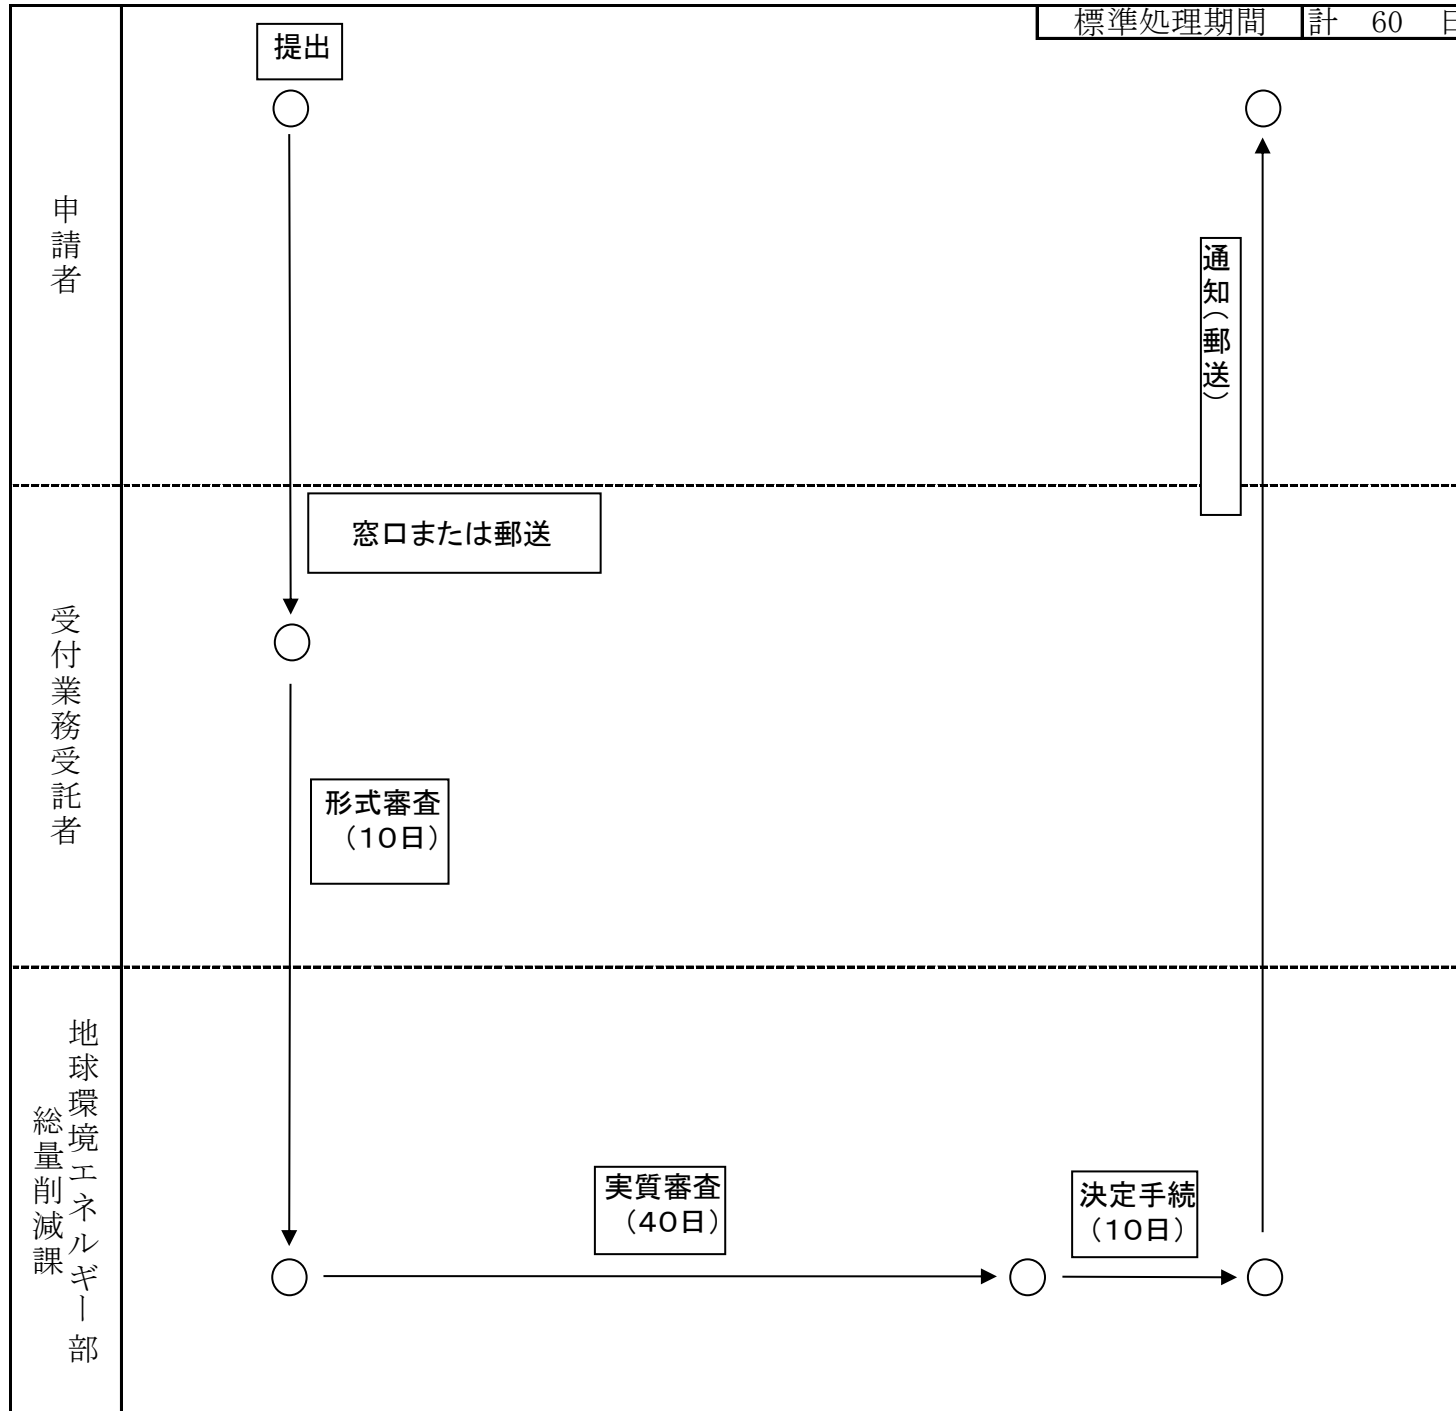 標準処理期間 計 60 日
提出
申請者
通知(郵送)
窓口または郵送
受付業務受託者
形式審査
(10日)
地球環境エネルギー部
総量削減課
実質審査
(40日)
決定手続
(10日)